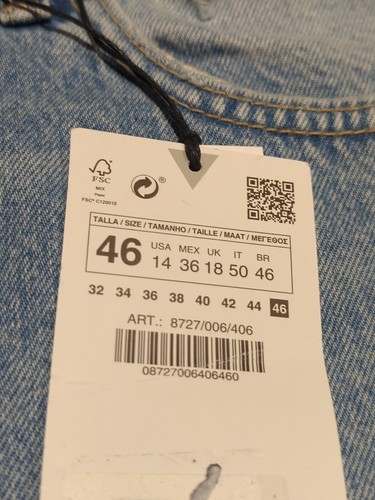 FSC
MIX
Paper
FSC® C120019
®
TALLA / SIZE / TAMANHO / TAILLE / MAAT / ΜΕΓΕΘΟΣ
46
USA MEX UK IT BR
14 36 18 50 46
32 34 36 38 40 42 44 46
ART.: 8727/006/406
08727006406460